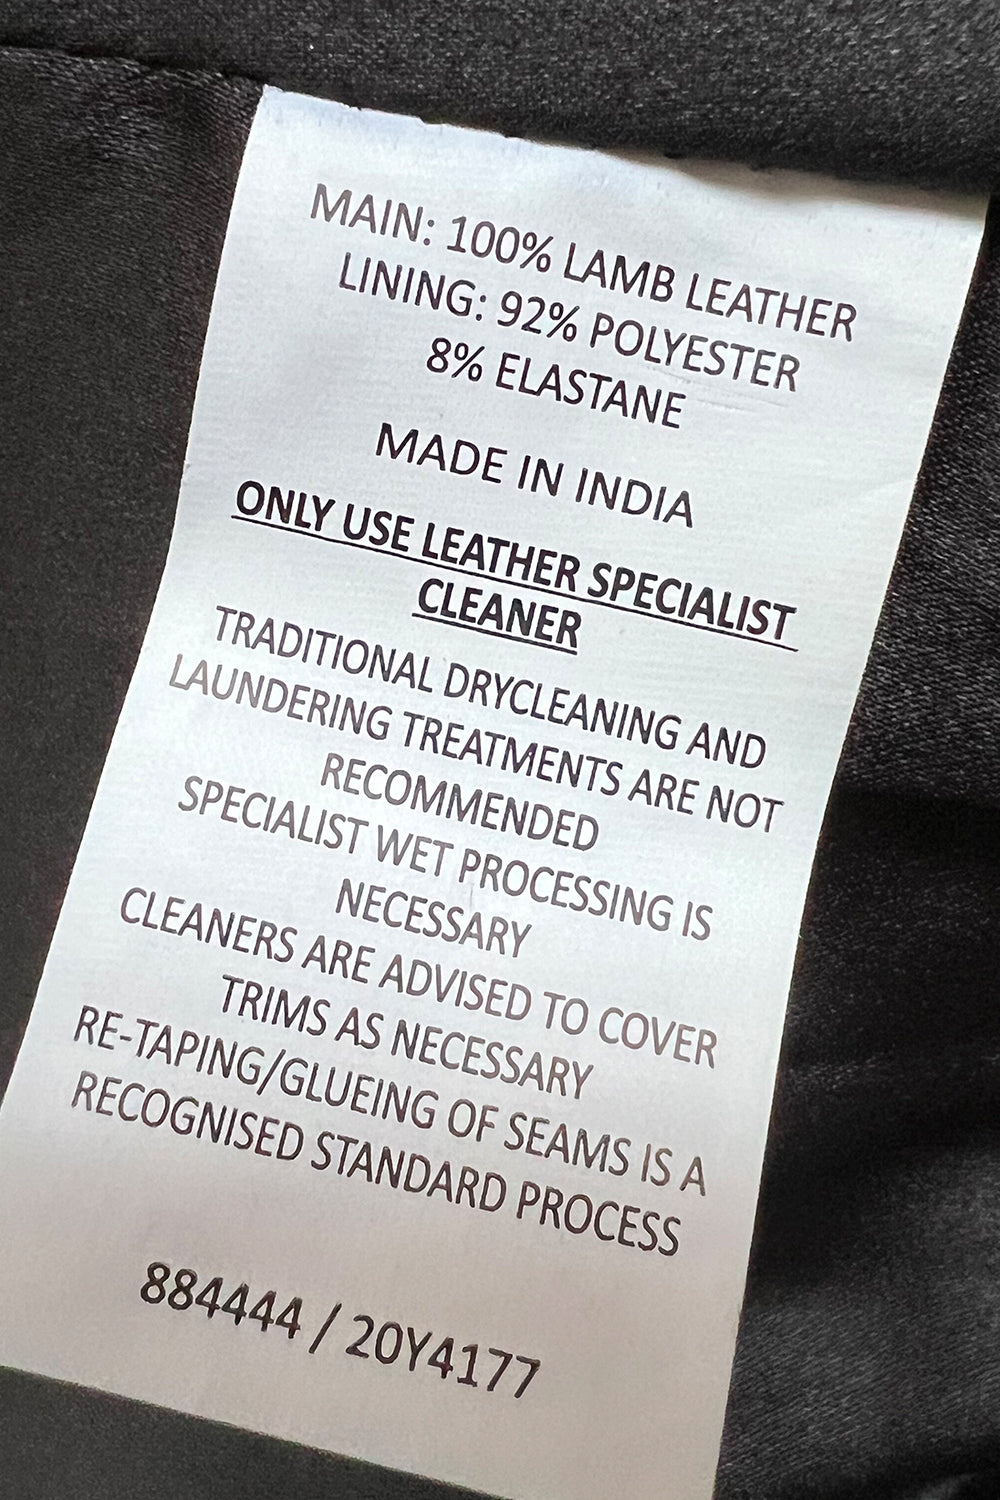 MAIN: 100% LAMB LEATHER
LINING: 92% POLYESTER
8% ELASTANE
MADE IN INDIA
ONLY USE LEATHER SPECIALIST
CLEANER
TRADITIONAL DRYCLEANING AND
LAUNDERING TREATMENTS ARE NOT
RECOMMENDED
SPECIALIST WET PROCESSING IS
NECESSARY
CLEANERS ARE ADVISED TO COVER
TRIMS AS NECESSARY
RE-TAPING/GLUEING OF SEAMS IS A
RECOGNISED STANDARD PROCESS
884444 / 20Y4177